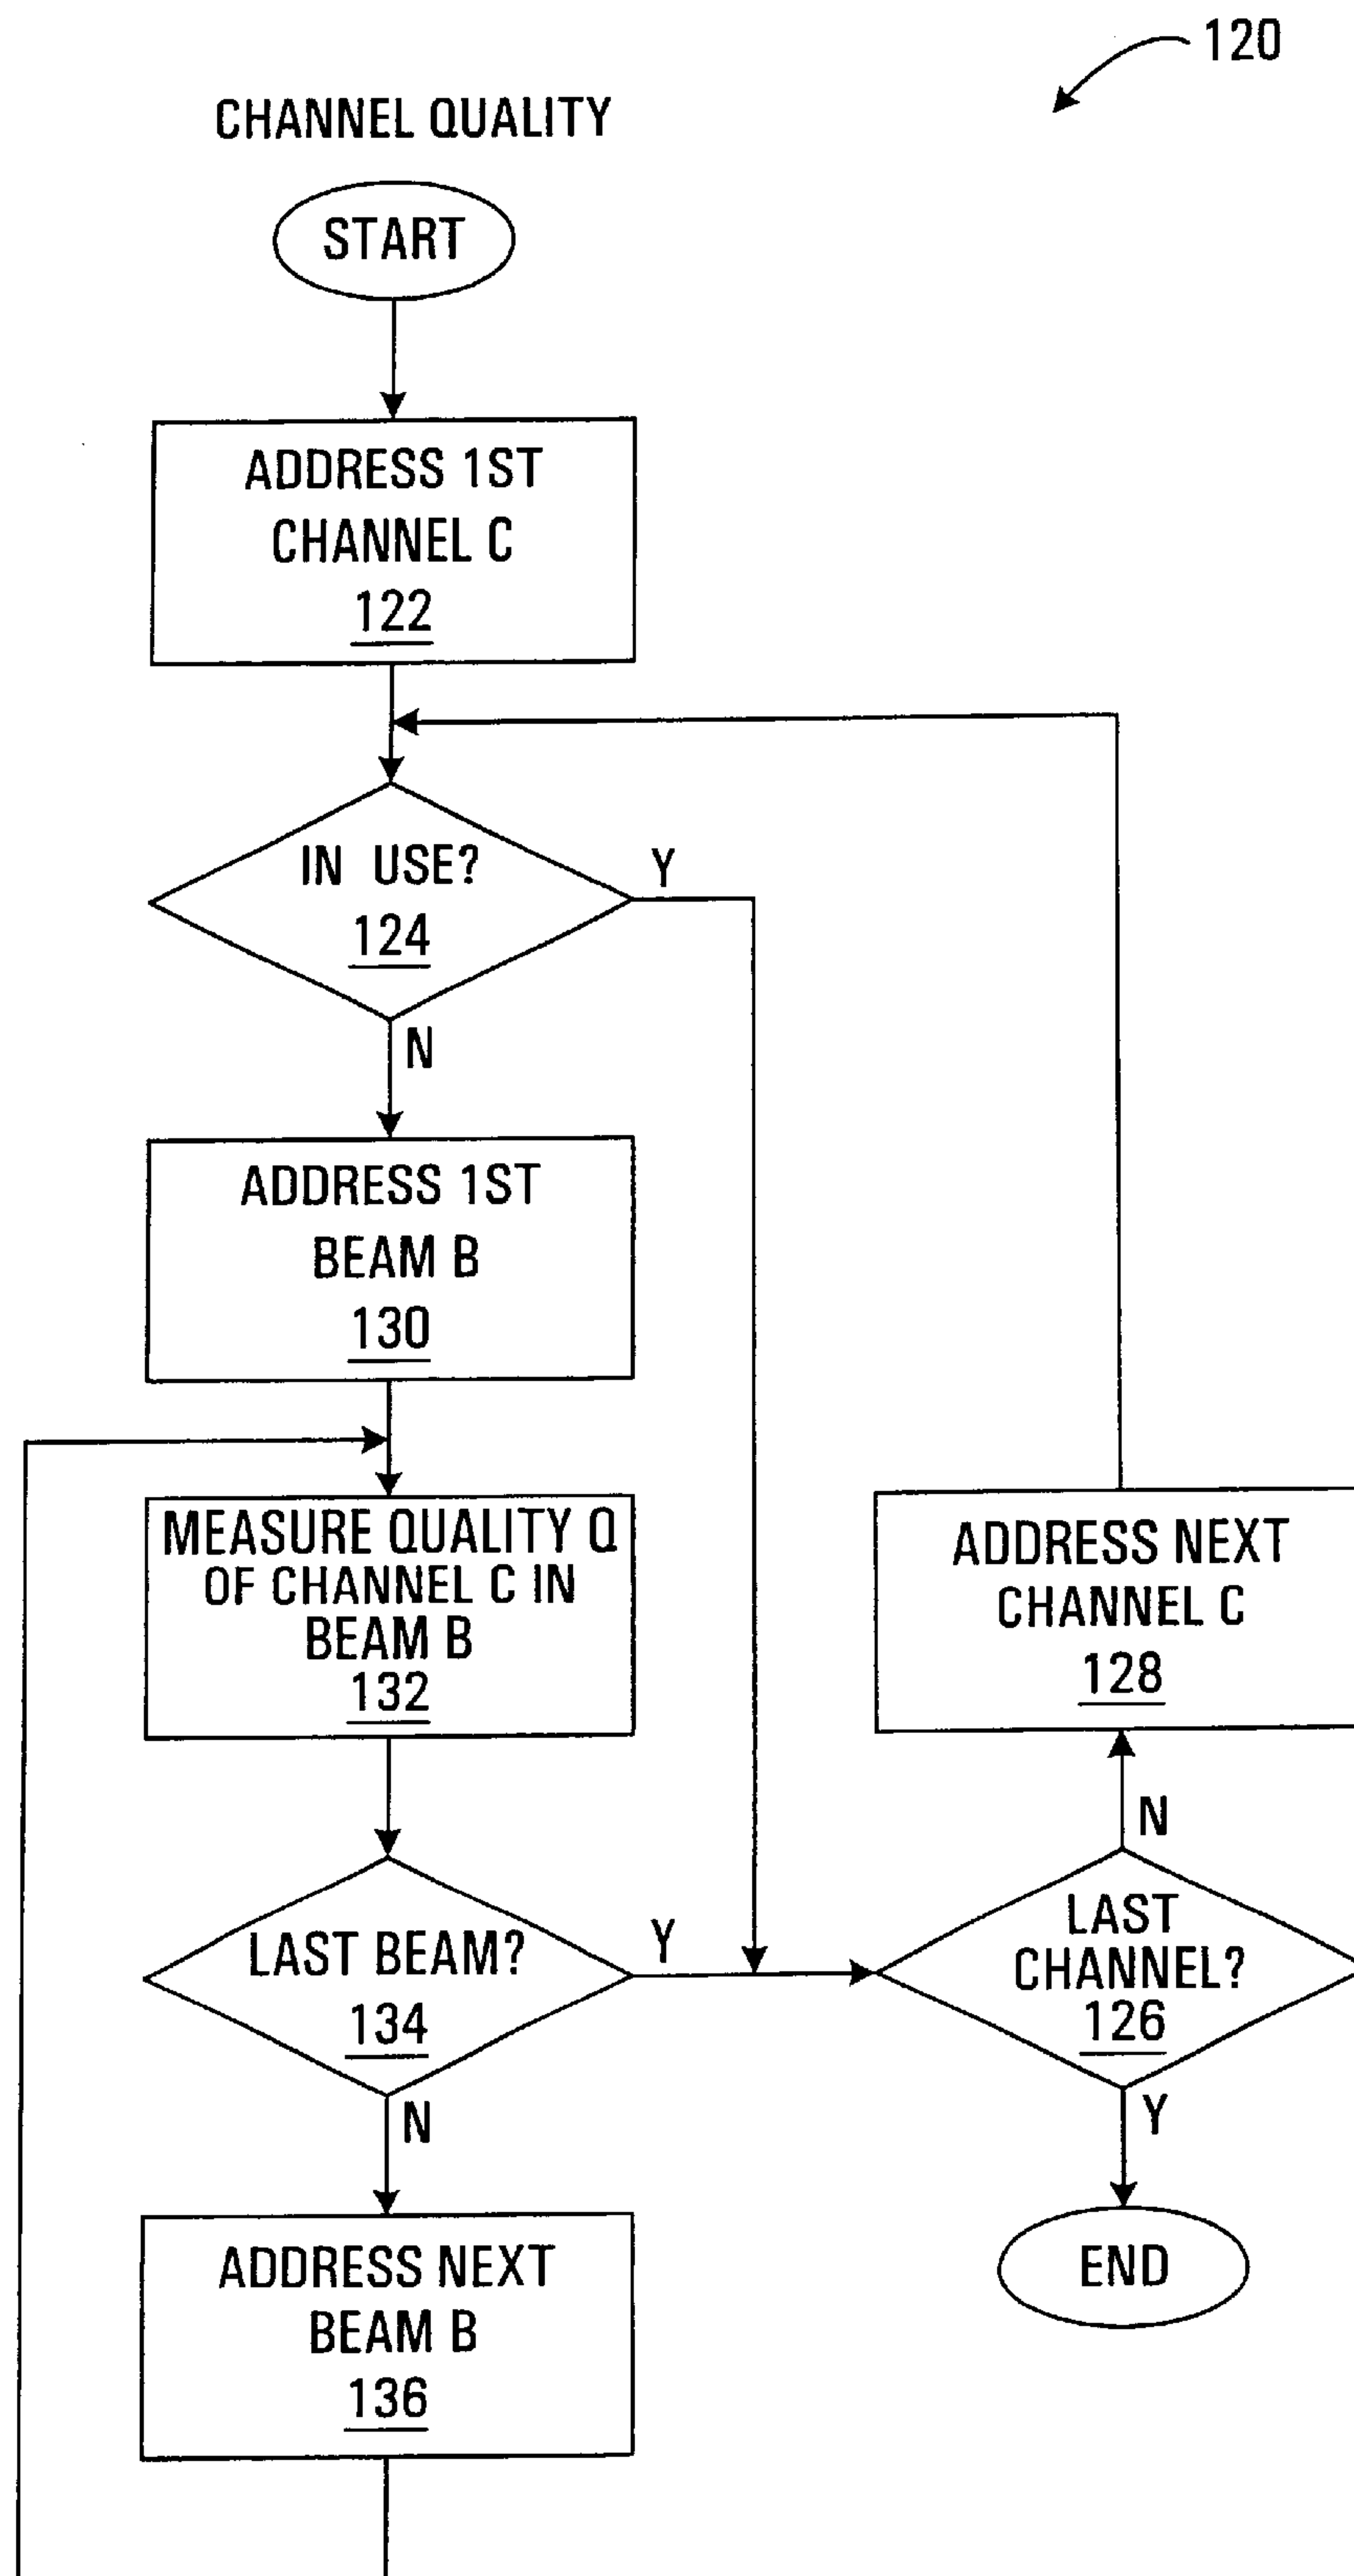 120
CHANNEL QUALITY
START
ADDRESS 1ST
CHANNEL C
122
IN USE?
124
Y
N
ADDRESS 1ST
BEAM B
130
MEASURE QUALITY Q
OF CHANNEL C IN
BEAM B
132
LAST BEAM?
134
Y
N
ADDRESS NEXT
BEAM B
136
ADDRESS NEXT
CHANNEL C
128
N
LAST
CHANNEL?
126
Y
END